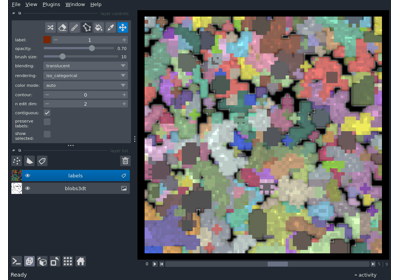 File View Plugins Window Help
label: 1
opacity: 0.70
brush size: 10
blending: translucent
rendering: iso_categorical
color mode: auto
contour: 0
n edit dim: 2
contiguous:
preserve labels:
show selected:
labels
blobs3dt
Ready
activity